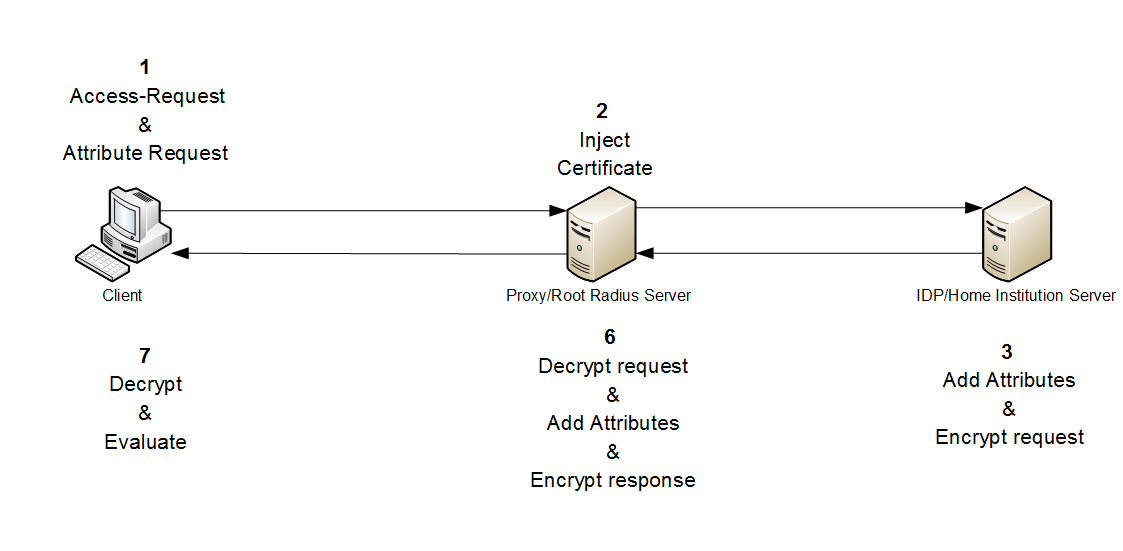 1
Access-Request
&
Attribute Request
2
Inject
Certificate
Client
Proxy/Root Radius Server
IDP/Home Institution Server
7
Decrypt
&
Evaluate
6
Decrypt request
&
Add Attributes
&
Encrypt response
3
Add Attributes
&
Encrypt request